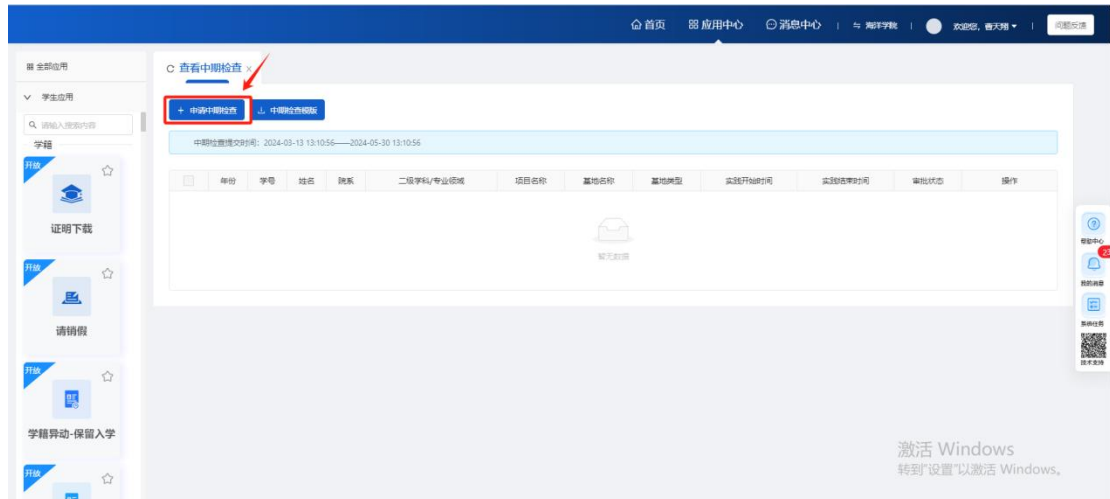 首页 应用中心 消息中心 海洋学院 欢迎您, 曹天翔 问题反馈
全部应用
查看中期检查
学生应用
+ 申请中期检查 中期检查模版
请输入搜索内容
中期检查提交时间: 2024-03-13 13:10:56——2024-05-30 13:10:56
学籍
年份 学号 姓名 院系 二级学科/专业领域 项目名称 基地名称 基地类型 实践开始时间 实践结束时间 审批状态 操作
开放
证明下载
暂无数据
帮助中心
23
我的消息
系统任务
技术支持
开放
请销假
开放
学籍异动-保留入学
开放
激活 Windows
转到"设置"以激活 Windows。